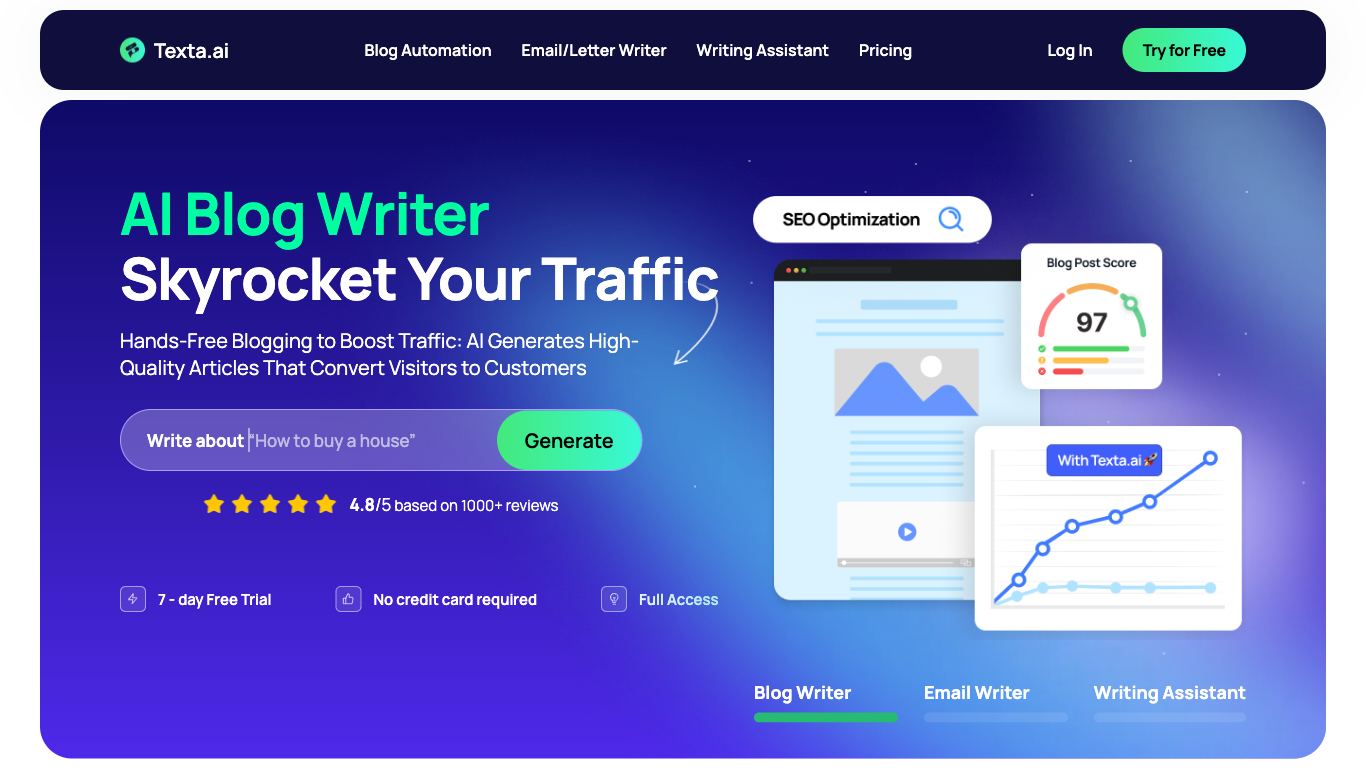 Texta.ai
Blog Automation
Email/Letter Writer
Writing Assistant
Pricing
Log In
Try for Free
AI Blog Writer
Skyrocket Your Traffic
Hands-Free Blogging to Boost Traffic: AI Generates High-
Quality Articles That Convert Visitors to Customers
Write about “How to buy a house”
Generate
4.8/5 based on 1000+ reviews
7 - day Free Trial
No credit card required
Full Access
SEO Optimization
Blog Post Score
97
With Texta.ai🚀
Blog Writer
Email Writer
Writing Assistant